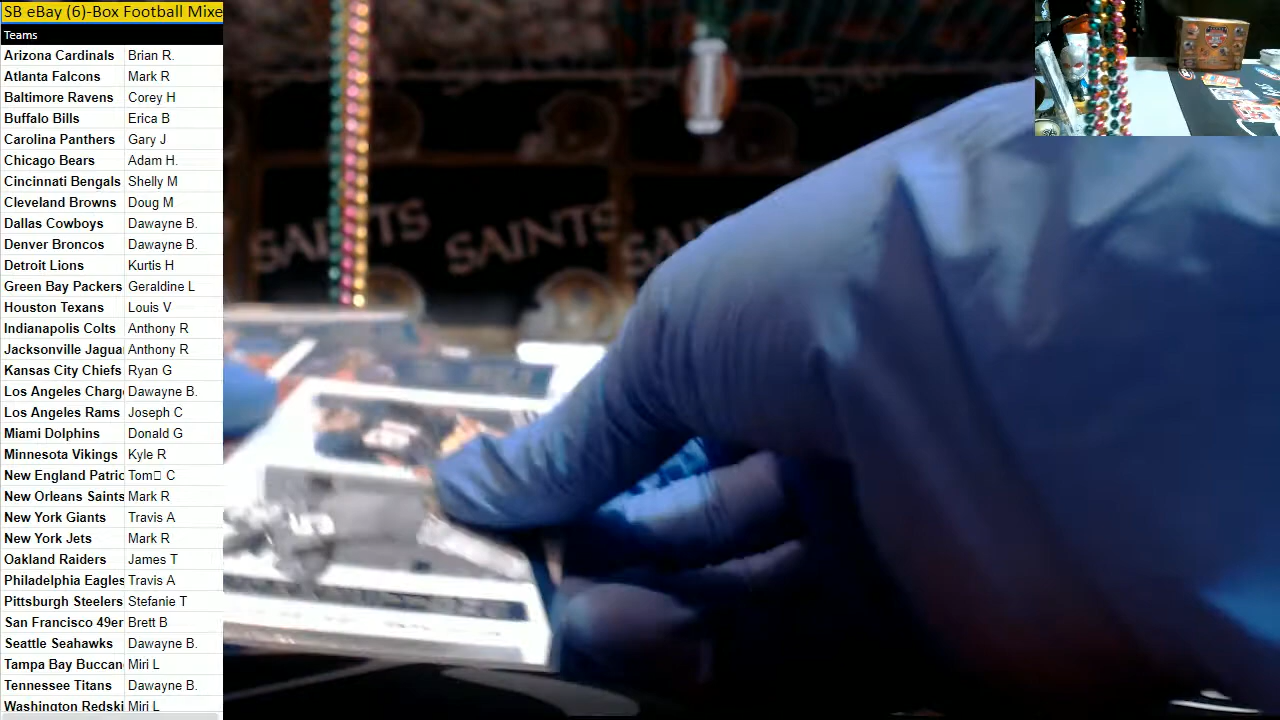 SB eBay (6)-Box Football Mixe
Teams
Arizona Cardinals Brian R.
Atlanta Falcons Mark R
Baltimore Ravens Corey H
Buffalo Bills Erica B
Carolina Panthers Gary J
Chicago Bears Adam H.
Cincinnati Bengals Shelly M
Cleveland Browns Doug M
Dallas Cowboys Dawayne B.
Denver Broncos Dawayne B.
Detroit Lions Kurtis H
Green Bay Packers Geraldine L
Houston Texans Louis V
Indianapolis Colts Anthony R
Jacksonville Jagua Anthony R
Kansas City Chiefs Ryan G
Los Angeles Charg Dawayne B.
Los Angeles Rams Joseph C
Miami Dolphins Donald G
Minnesota Vikings Kyle R
New England Patric Tom C
New Orleans Saints Mark R
New York Giants Travis A
New York Jets Mark R
Oakland Raiders James T
Philadelphia Eagles Travis A
Pittsburgh Steelers Stefanie T
San Francisco 49er Brett B
Seattle Seahawks Dawayne B.
Tampa Bay Buccan Miri L
Tennessee Titans Dawayne B.
Washington Redski Miri L
SAINTS
SAINTS